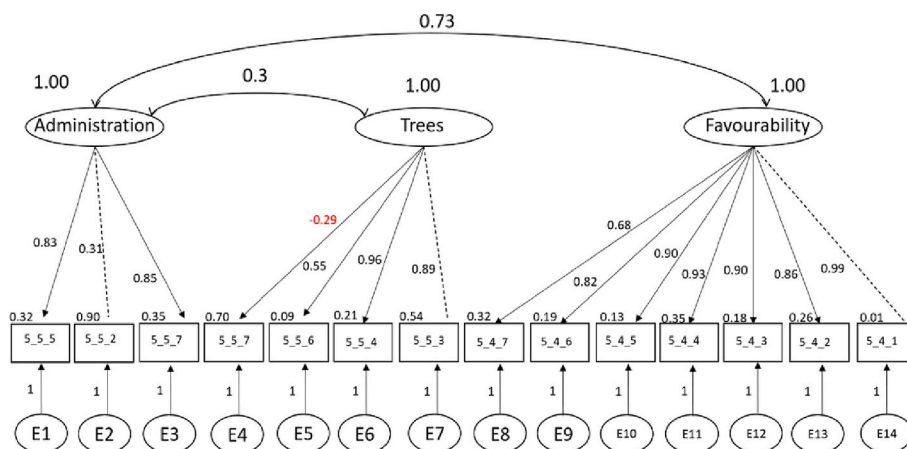 0.73
1.00 0.3 1.00 1.00
Administration Trees Favourability
-0.29 0.68
0.83 0.31 0.85 0.55 0.96 0.89 0.82 0.90 0.93 0.90 0.86 0.99
0.32 0.90 0.35 0.70 0.09 0.21 0.54 0.32 0.19 0.13 0.35 0.18 0.26 0.01
5_5_5 5_5_2 5_5_7 5_5_7 5_5_6 5_5_4 5_5_3 5_4_7 5_4_6 5_4_5 5_4_4 5_4_3 5_4_2 5_4_1
1 1 1 1 1 1 1 1 1 1 1 1 1 1
E1 E2 E3 E4 E5 E6 E7 E8 E9 E10 E11 E12 E13 E14